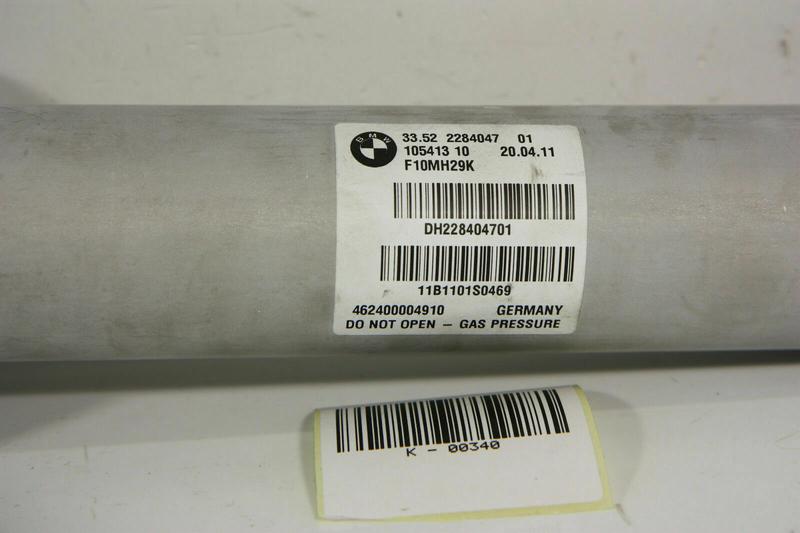 BMW
33.52 2284047 01
105413 10 20.04.11
F10MH29K
DH228404701
11B1101S0469
462400004910 GERMANY
DO NOT OPEN – GAS PRESSURE
K - 00340